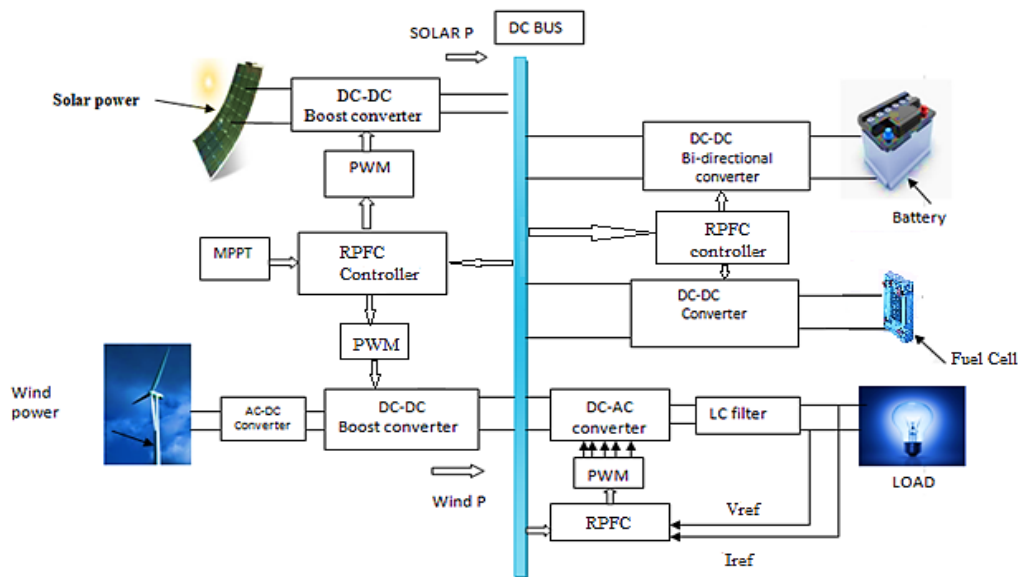 SOLAR P
DC BUS
Solar power
DC-DC
Boost converter
PWM
MPPT
RPFC
Controller
PWM
Wind
power
AC-DC
Converter
DC-DC
Boost converter
Wind P
DC-DC
Bi-directional
converter
Battery
RPFC
controller
DC-DC
Converter
Fuel Cell
DC-AC
converter
LC filter
LOAD
PWM
RPFC
Vref
Iref